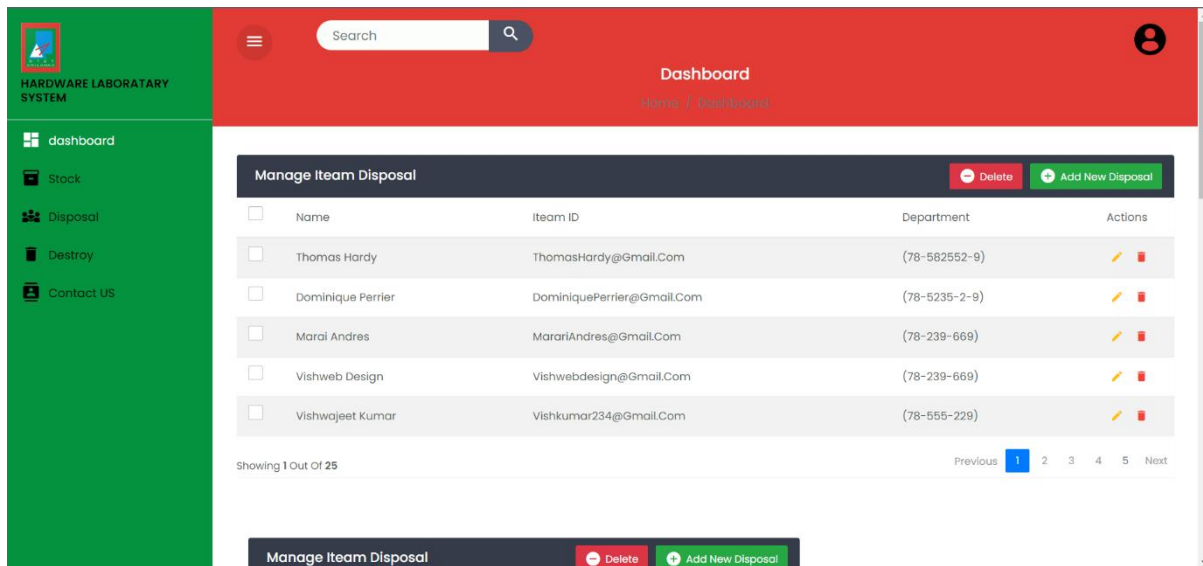 Search
Dashboard
Home / Dashboard
HARDWARE LABORATARY
SYSTEM
dashboard
Stock
Disposal
Destroy
Contact US
Manage Iteam Disposal Delete Add New Disposal
Name Iteam ID Department Actions
Thomas Hardy ThomasHardy@Gmail.Com (78-582552-9)
Dominique Perrier DominiquePerrier@Gmail.Com (78-5235-2-9)
Marai Andres MarariAndres@Gmail.Com (78-239-669)
Vishweb Design Vishwebdesign@Gmail.Com (78-239-669)
Vishwajeet Kumar Vishkumar234@Gmail.Com (78-555-229)
Showing 1 Out Of 25 Previous 1 2 3 4 5 Next
Manage Iteam Disposal Delete Add New Disposal